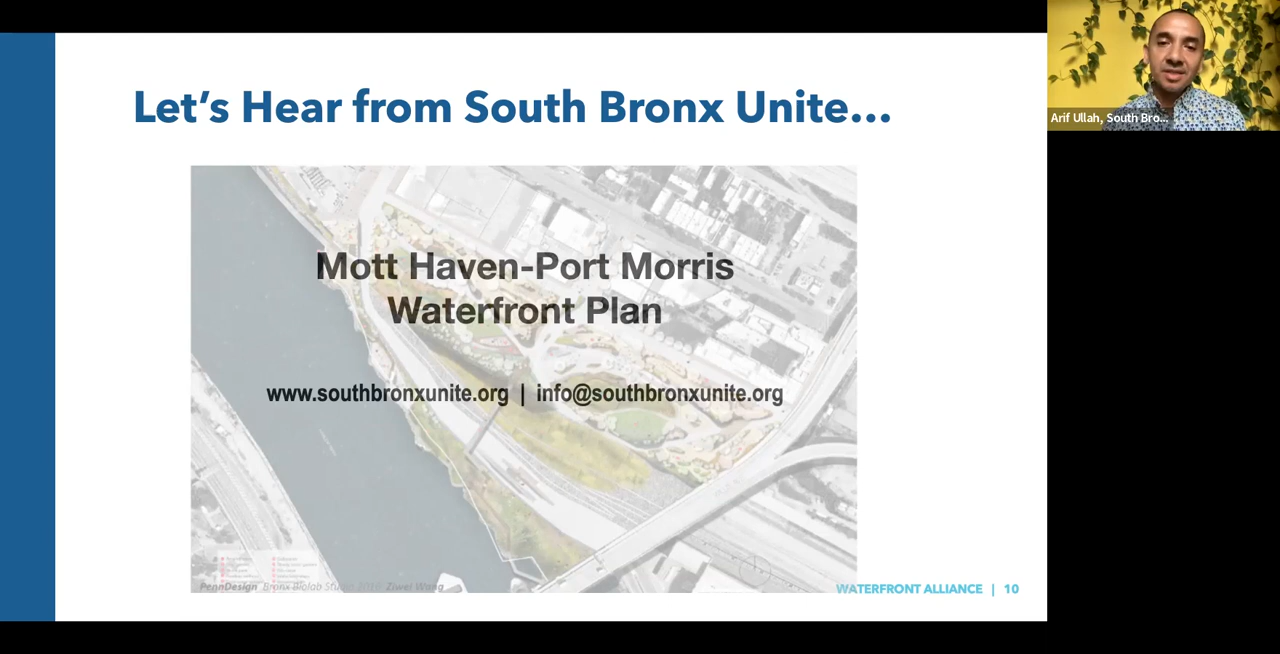 Let's Hear from South Bronx Unite...
Arif Ullah, South Bro...
Mott Haven-Port Morris
Waterfront Plan
www.southbronxunite.org | info@southbronxunite.org
PennDesign Bronx Biolab Studio Ziwei Wang
WATERFRONT ALLIANCE | 10